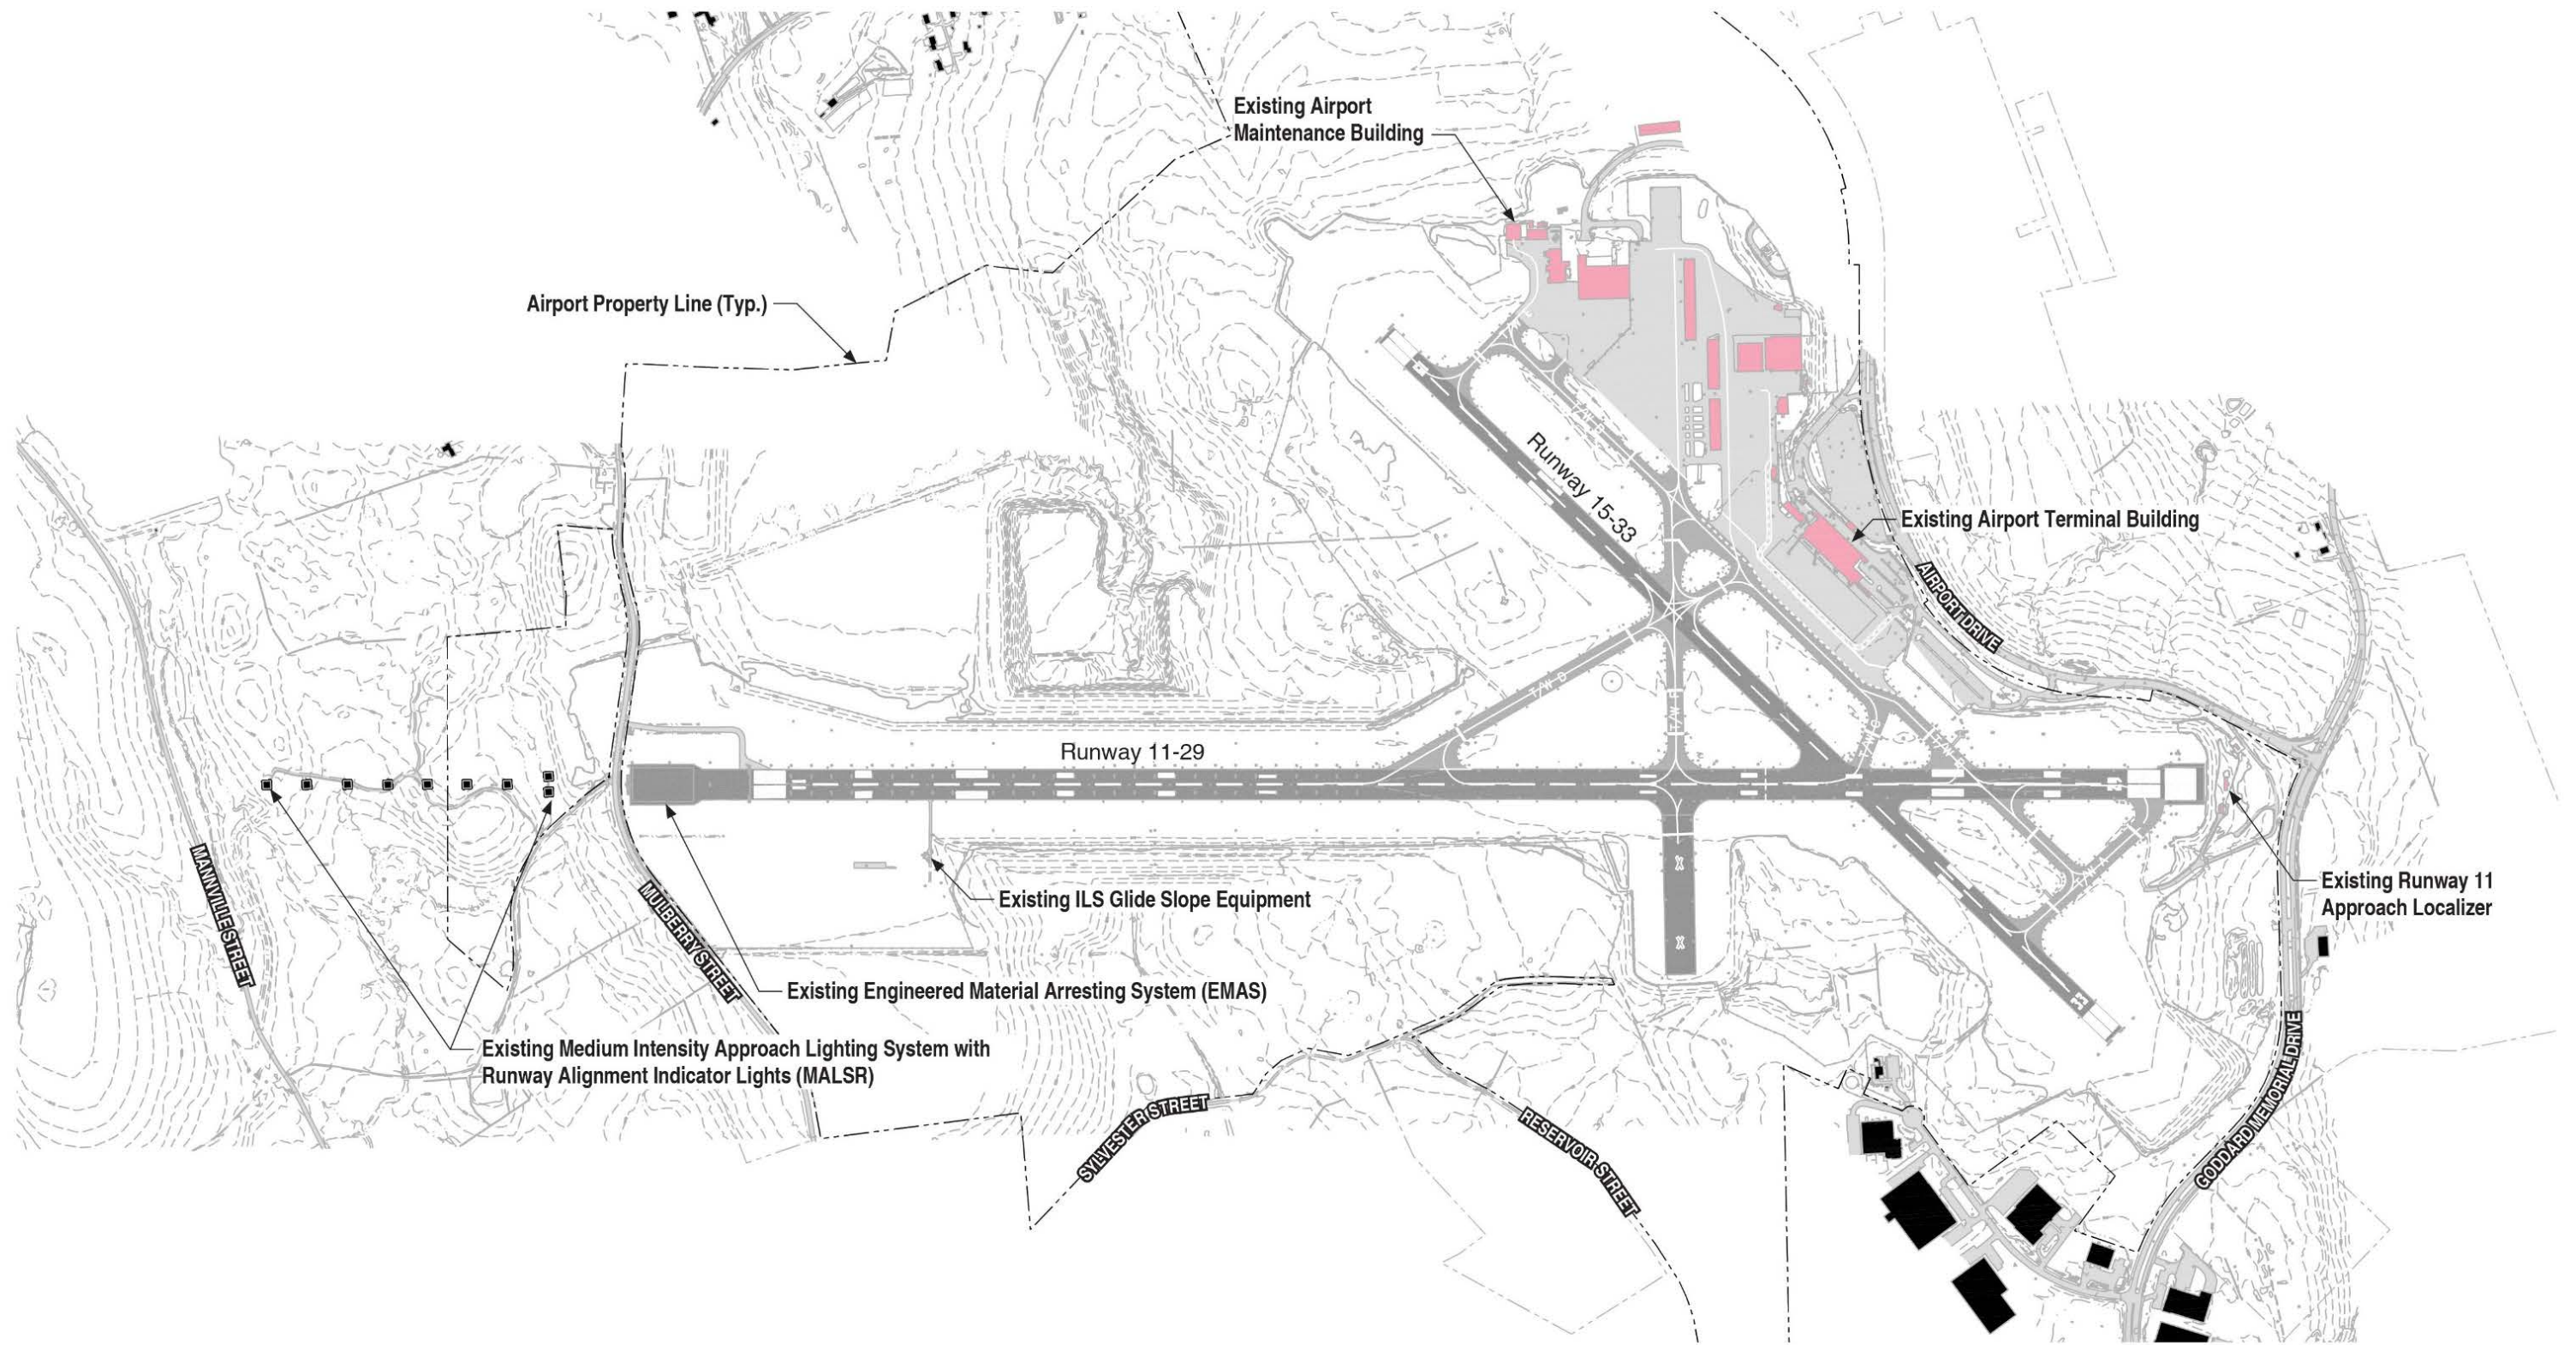 Existing Airport
Maintenance Building
Airport Property Line (Typ.)
Runway 15-33
Existing Airport Terminal Building
AIRPORT DRIVE
T/W D
T/W E
Runway 11-29
MANNVILLE STREET
MULBERRY STREET
Existing ILS Glide Slope Equipment
Existing Runway 11
Approach Localizer
Existing Engineered Material Arresting System (EMAS)
Existing Medium Intensity Approach Lighting System with
Runway Alignment Indicator Lights (MALSR)
X
X
33
SYLVESTER STREET
RESERVOIR STREET
GODDARD MEMORIAL DRIVE